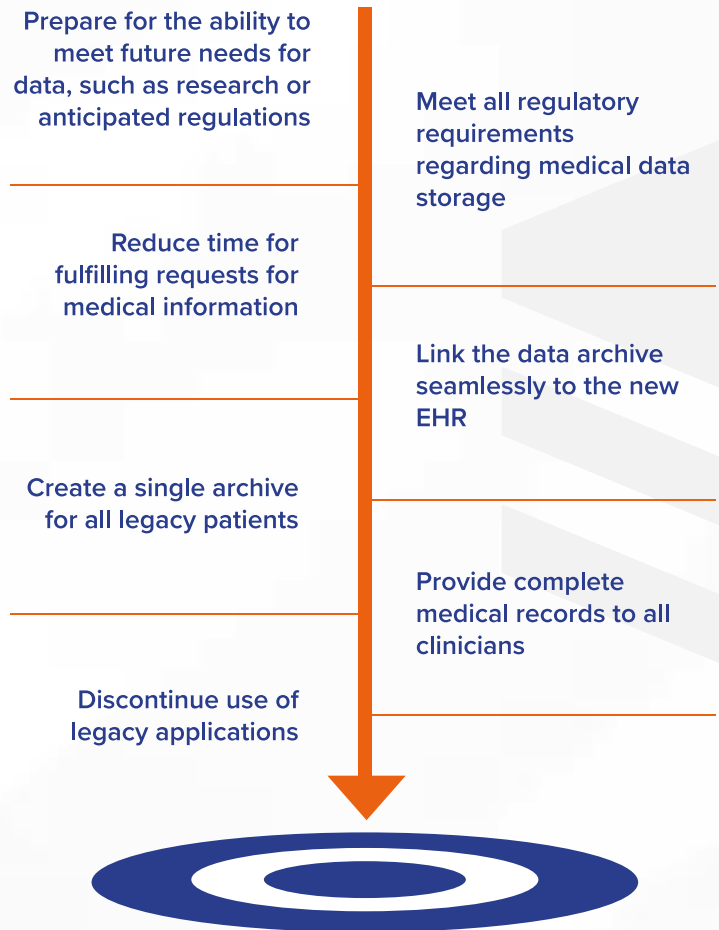 Prepare for the ability to
meet future needs for
data, such as research or
anticipated regulations
Meet all regulatory
requirements
regarding medical data
storage
Reduce time for
fulfilling requests for
medical information
Link the data archive
seamlessly to the new
EHR
Create a single archive
for all legacy patients
Provide complete
medical records to all
clinicians
Discontinue use of
legacy applications